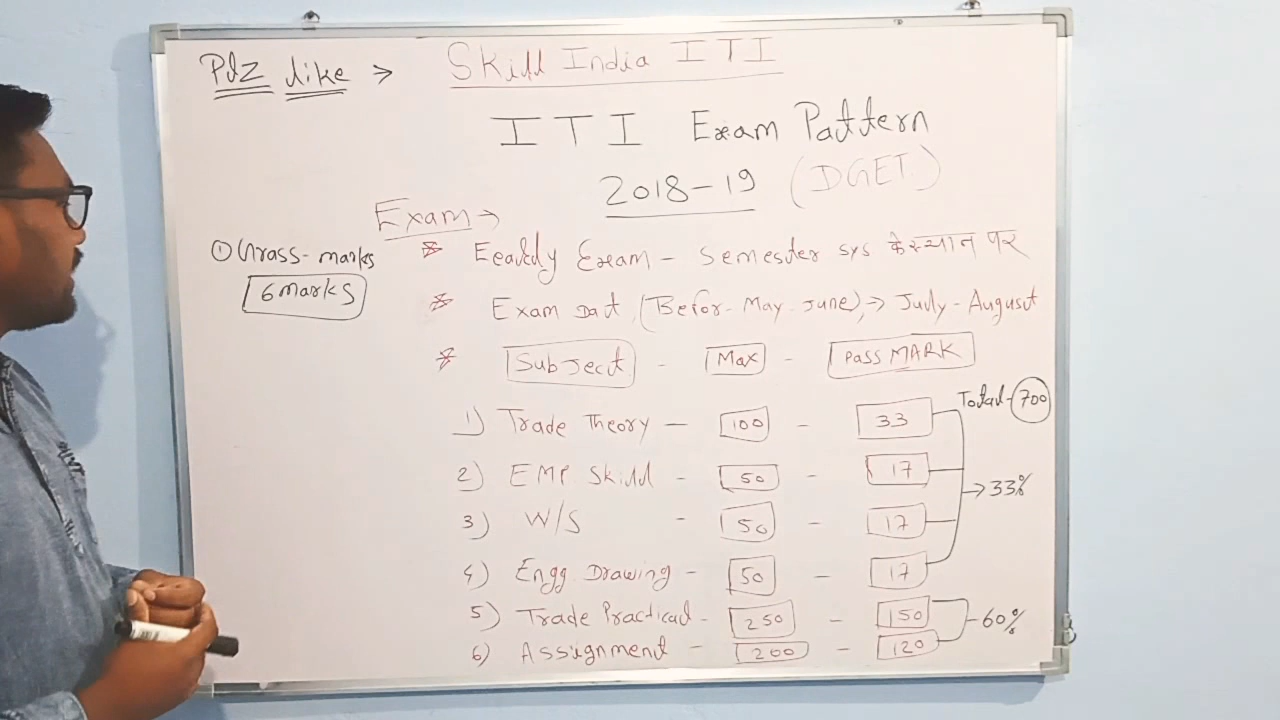 Plz like → Skill India ITI
ITI Exam Pattern
2018-19 (DGET)
Exam →
① Grass-marks
6 marks
* Eearly Exam - Semester sys के स्थान पर
* Exam Dat (Befor - May - June) → July - August
* Subject - Max - Pass MARK
Total - 700
1) Trade Theory - 100 - 33
2) EMP. Skill - 50 - 17
→ 33%
3) W/S - 50 - 17
4) Engg. Drawing - 50 - 17
5) Trade Practical - 250 - 150
- 60%
6) Assignment - 200 - 120